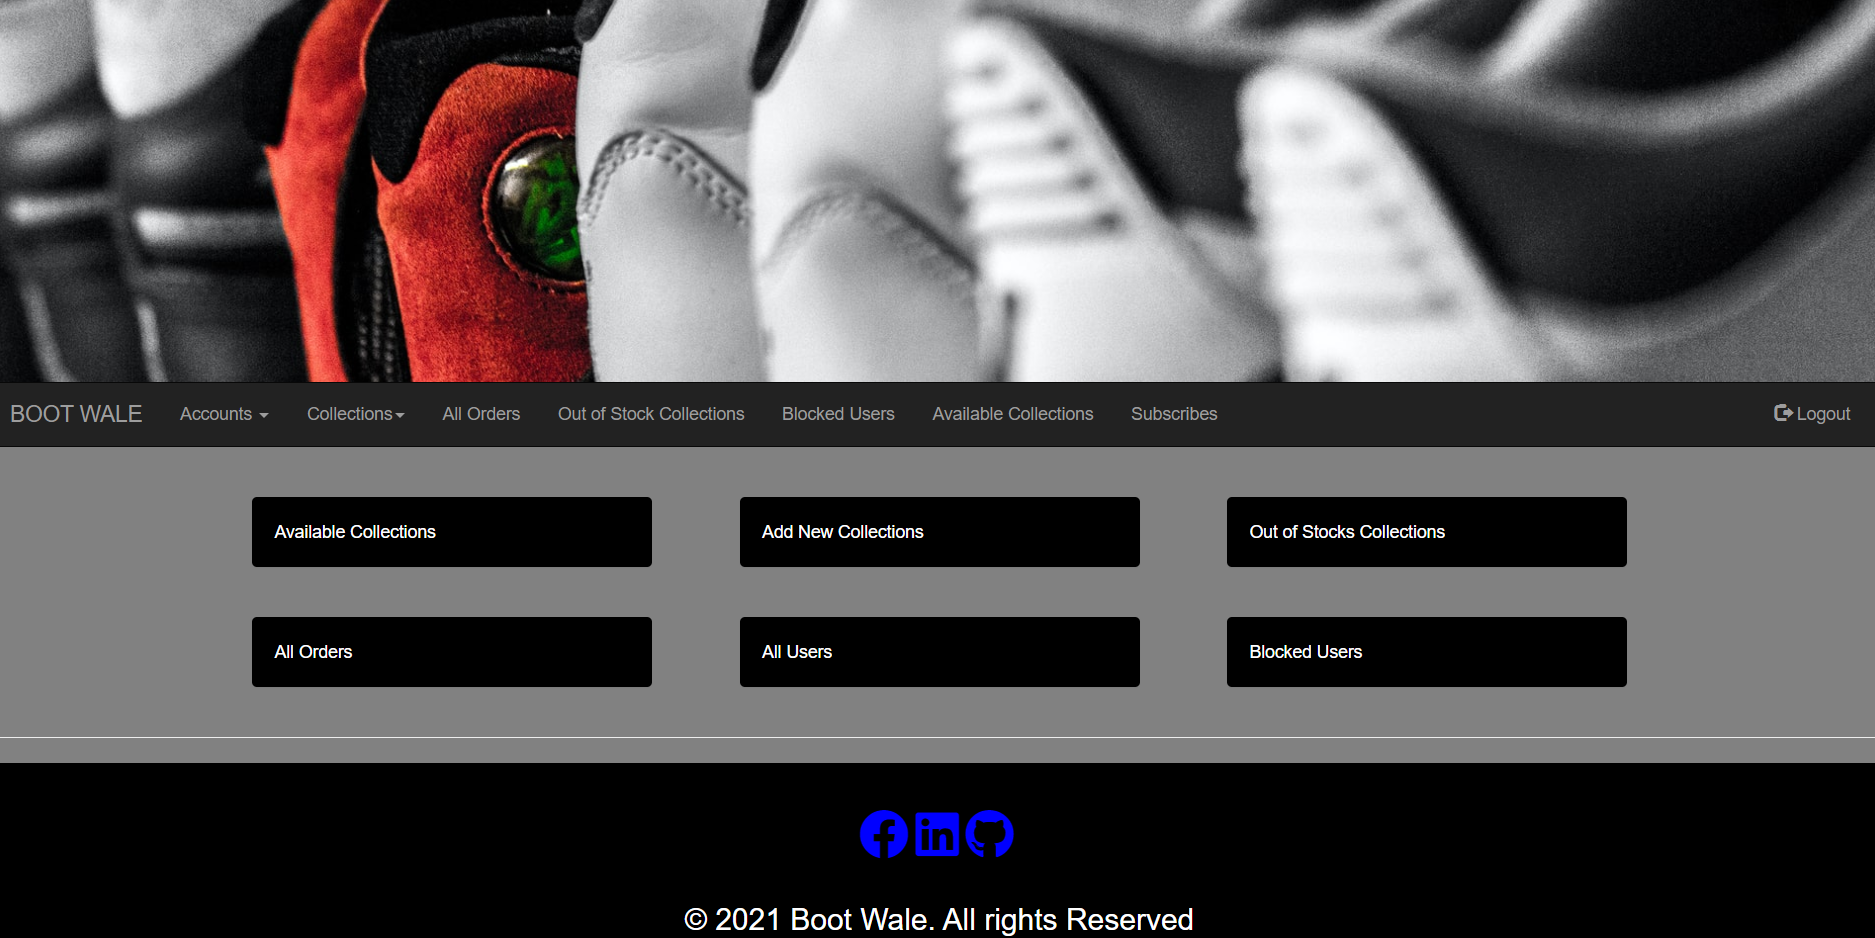 BOOT WALE Accounts Collections All Orders Out of Stock Collections Blocked Users Available Collections Subscribes Logout
Available Collections Add New Collections Out of Stocks Collections
All Orders All Users Blocked Users
© 2021 Boot Wale. All rights Reserved